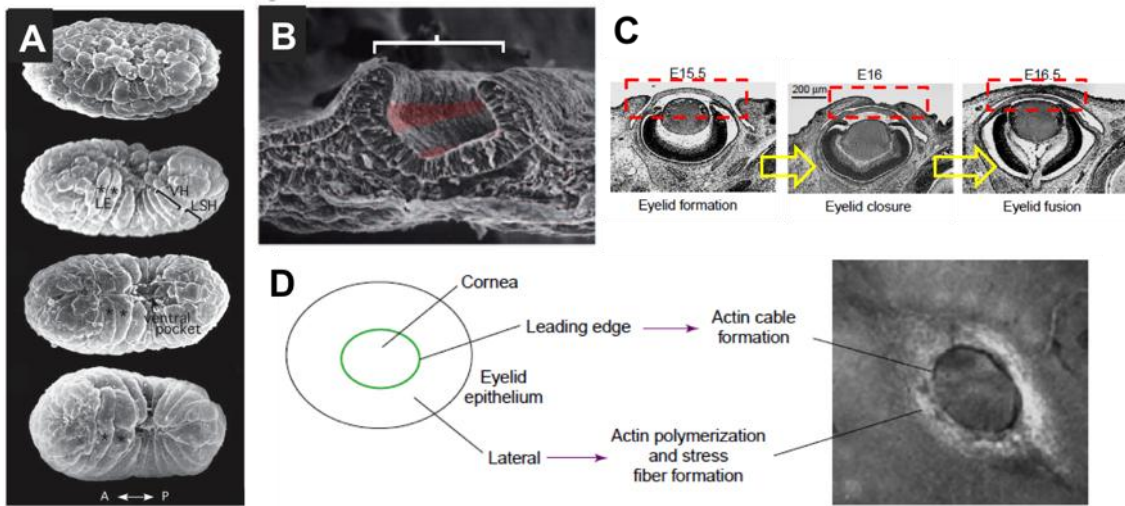 A
VH
LSH
* *
LE
* *
ventral
pocket
* *
A P
B
C
E15.5
E16
E16.5
200 µm
Eyelid formation
Eyelid closure
Eyelid fusion
D
Cornea
Leading edge
Actin cable
formation
Eyelid
epithelium
Lateral
Actin polymerization
and stress
fiber formation